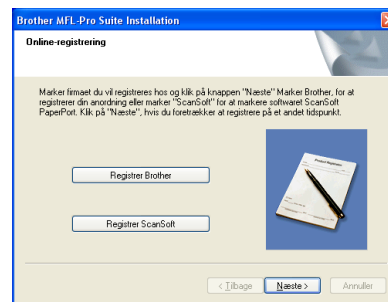 Brother MFL-Pro Suite Installation
Online-registrering
Marker firmaet du vil registreres hos og klik på knappen "Næste" Marker Brother, for at
registrerer din anordning eller marker "ScanSoft" for at markere softwaret ScanSoft
PaperPort. Klik på "Næste", hvis du foretrækker at registrere på et andet tidspunkt.
Registrer Brother
Product Registration
Registrer ScanSoft
< Tilbage
Næste >
Annuller